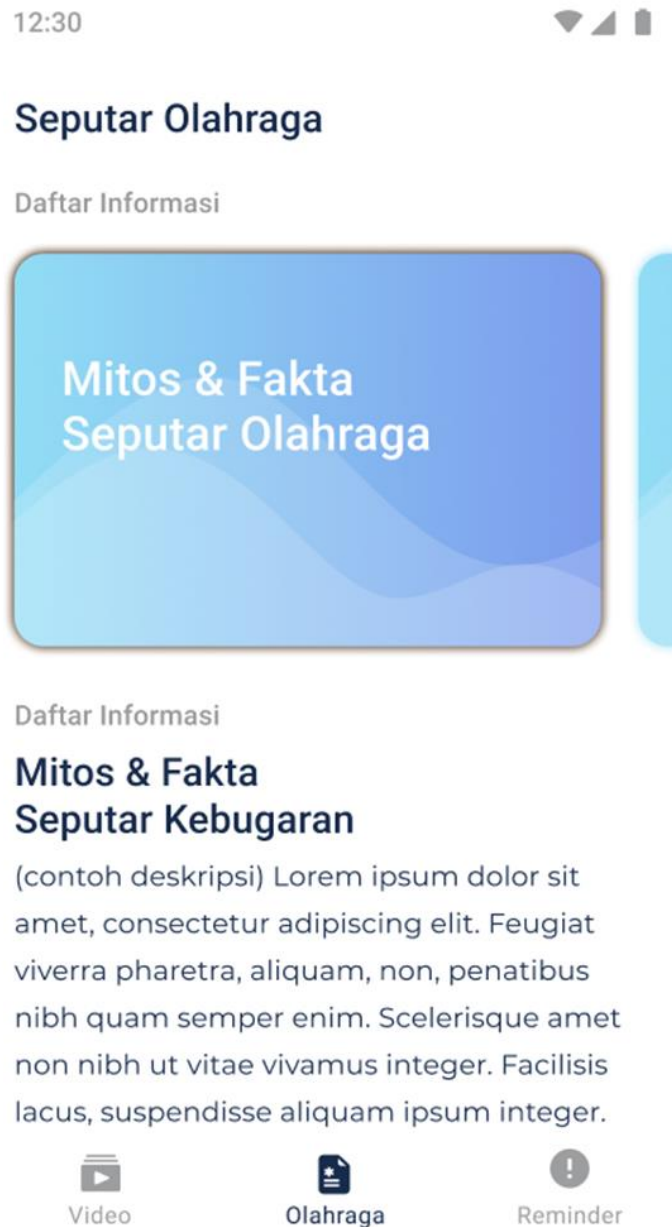 12:30
Seputar Olahraga
Daftar Informasi
Mitos & Fakta
Seputar Olahraga
Daftar Informasi
Mitos & Fakta
Seputar Kebugaran
(contoh deskripsi) Lorem ipsum dolor sit
amet, consectetur adipiscing elit. Feugiat
viverra pharetra, aliquam, non, penatibus
nibh quam semper enim. Scelerisque amet
non nibh ut vitae vivamus integer. Facilisis
lacus, suspendisse aliquam ipsum integer.
Video
Olahraga
Reminder